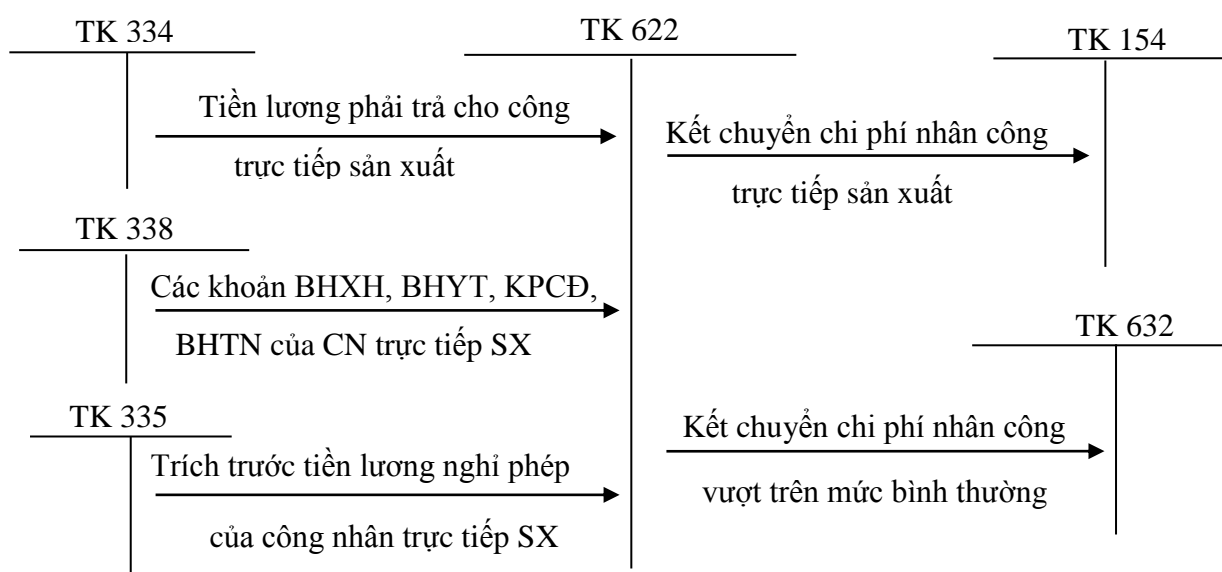 TK 334
TK 622
TK 154
Tiền lương phải trả cho công
trực tiếp sản xuất
Kết chuyển chi phí nhân công
trực tiếp sản xuất
TK 338
Các khoản BHXH, BHYT, KPCĐ,
BHTN của CN trực tiếp SX
TK 632
TK 335
Trích trước tiền lương nghỉ phép
của công nhân trực tiếp SX
Kết chuyển chi phí nhân công
vượt trên mức bình thường